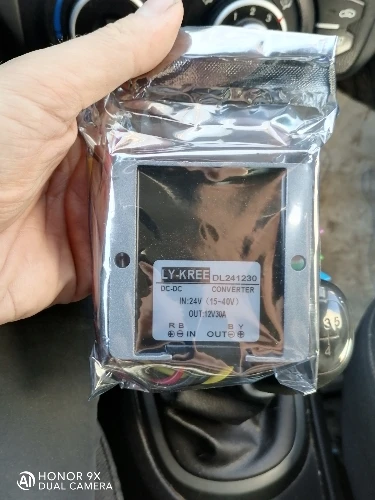 LY-KREE DL241230
DC-DC CONVERTER
IN:24V (15~40V)
OUT:12V30A
R B B Y
⊕⊖IN OUT⊖⊕
HONOR 9X
DUAL CAMERA